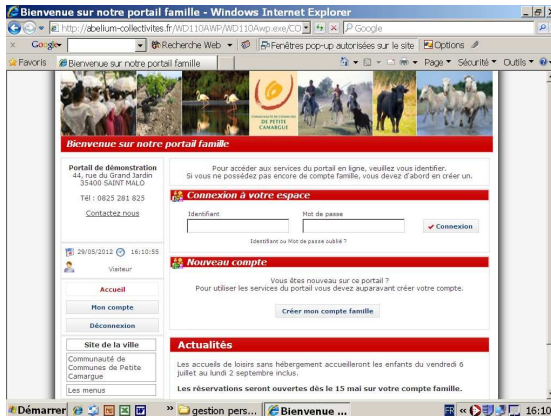 Bienvenue sur notre portail famille - Windows Internet Explorer
http://abelium-collectivites.fr/WD110AWP/WD110Awp.exe/CO
Google
Google
Recherche Web
Fenêtres pop-up autorisées sur le site
Options
Favoris
Bienvenue sur notre portail famille
Page
Sécurité
Outils
COMMUNAUTÉ DE COMMUNES
DE PETITE
CAMARGUE
Bienvenue sur notre portail famille
Portail de démonstration
44, rue du Grand Jardin
35400 SAINT MALO
Tél : 0825 281 825
Contactez nous
29/05/2012 16:10:55
Visiteur
Accueil
Mon compte
Déconnexion
Site de la ville
Communauté de
Communes de Petite
Camargue
Les menus
Pour accéder aux services du portail en ligne, veuillez vous identifier.
Si vous ne possédez pas encore de compte famille, vous devez d'abord en créer un.
Connexion à votre espace
Identifiant
Mot de passe
Connexion
Identifiant ou Mot de passe oublié ?
Nouveau compte
Vous êtes nouveau sur ce portail ?
Pour utiliser les services du portail vous devez auparavant créer votre compte.
Créer mon compte famille
Actualités
Les accueils de loisirs sans hébergement accueilleront les enfants du vendredi 6
juillet au lundi 2 septembre inclus.
Les réservations seront ouvertes dès le 15 mai sur votre compte famille.
Démarrer
gestion pers...
Bienvenue ...
FR
16:10